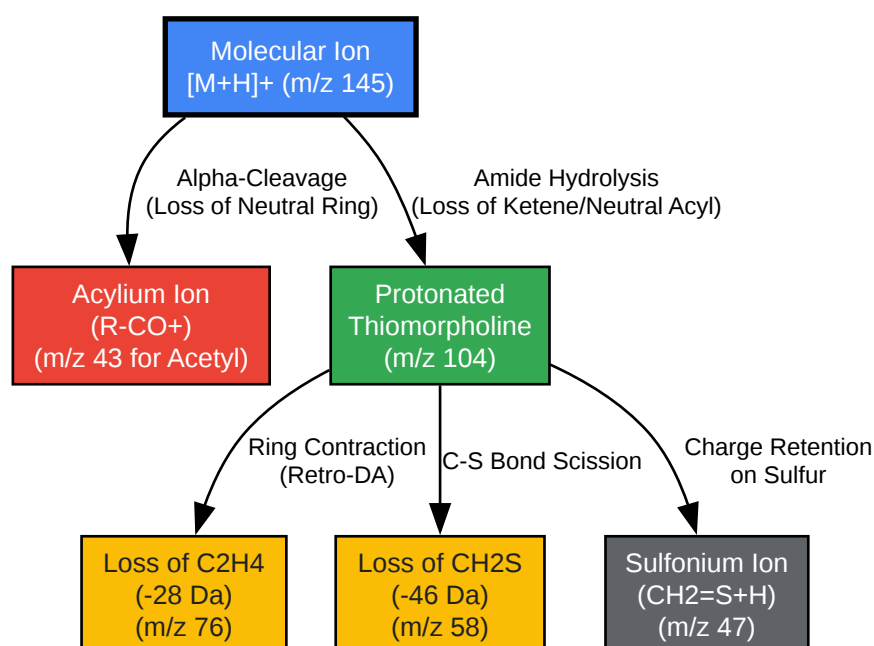 Molecular Ion
[M+H]+ (m/z 145)
Alpha-Cleavage
(Loss of Neutral Ring)
Amide Hydrolysis
(Loss of Ketene/Neutral Acyl)
Acylium Ion
(R-CO+)
(m/z 43 for Acetyl)
Protonated
Thiomorpholine
(m/z 104)
Ring Contraction
(Retro-DA)
C-S Bond Scission
Charge Retention
on Sulfur
Loss of C2H4
(-28 Da)
(m/z 76)
Loss of CH2S
(-46 Da)
(m/z 58)
Sulfonium Ion
(CH2=S+H)
(m/z 47)